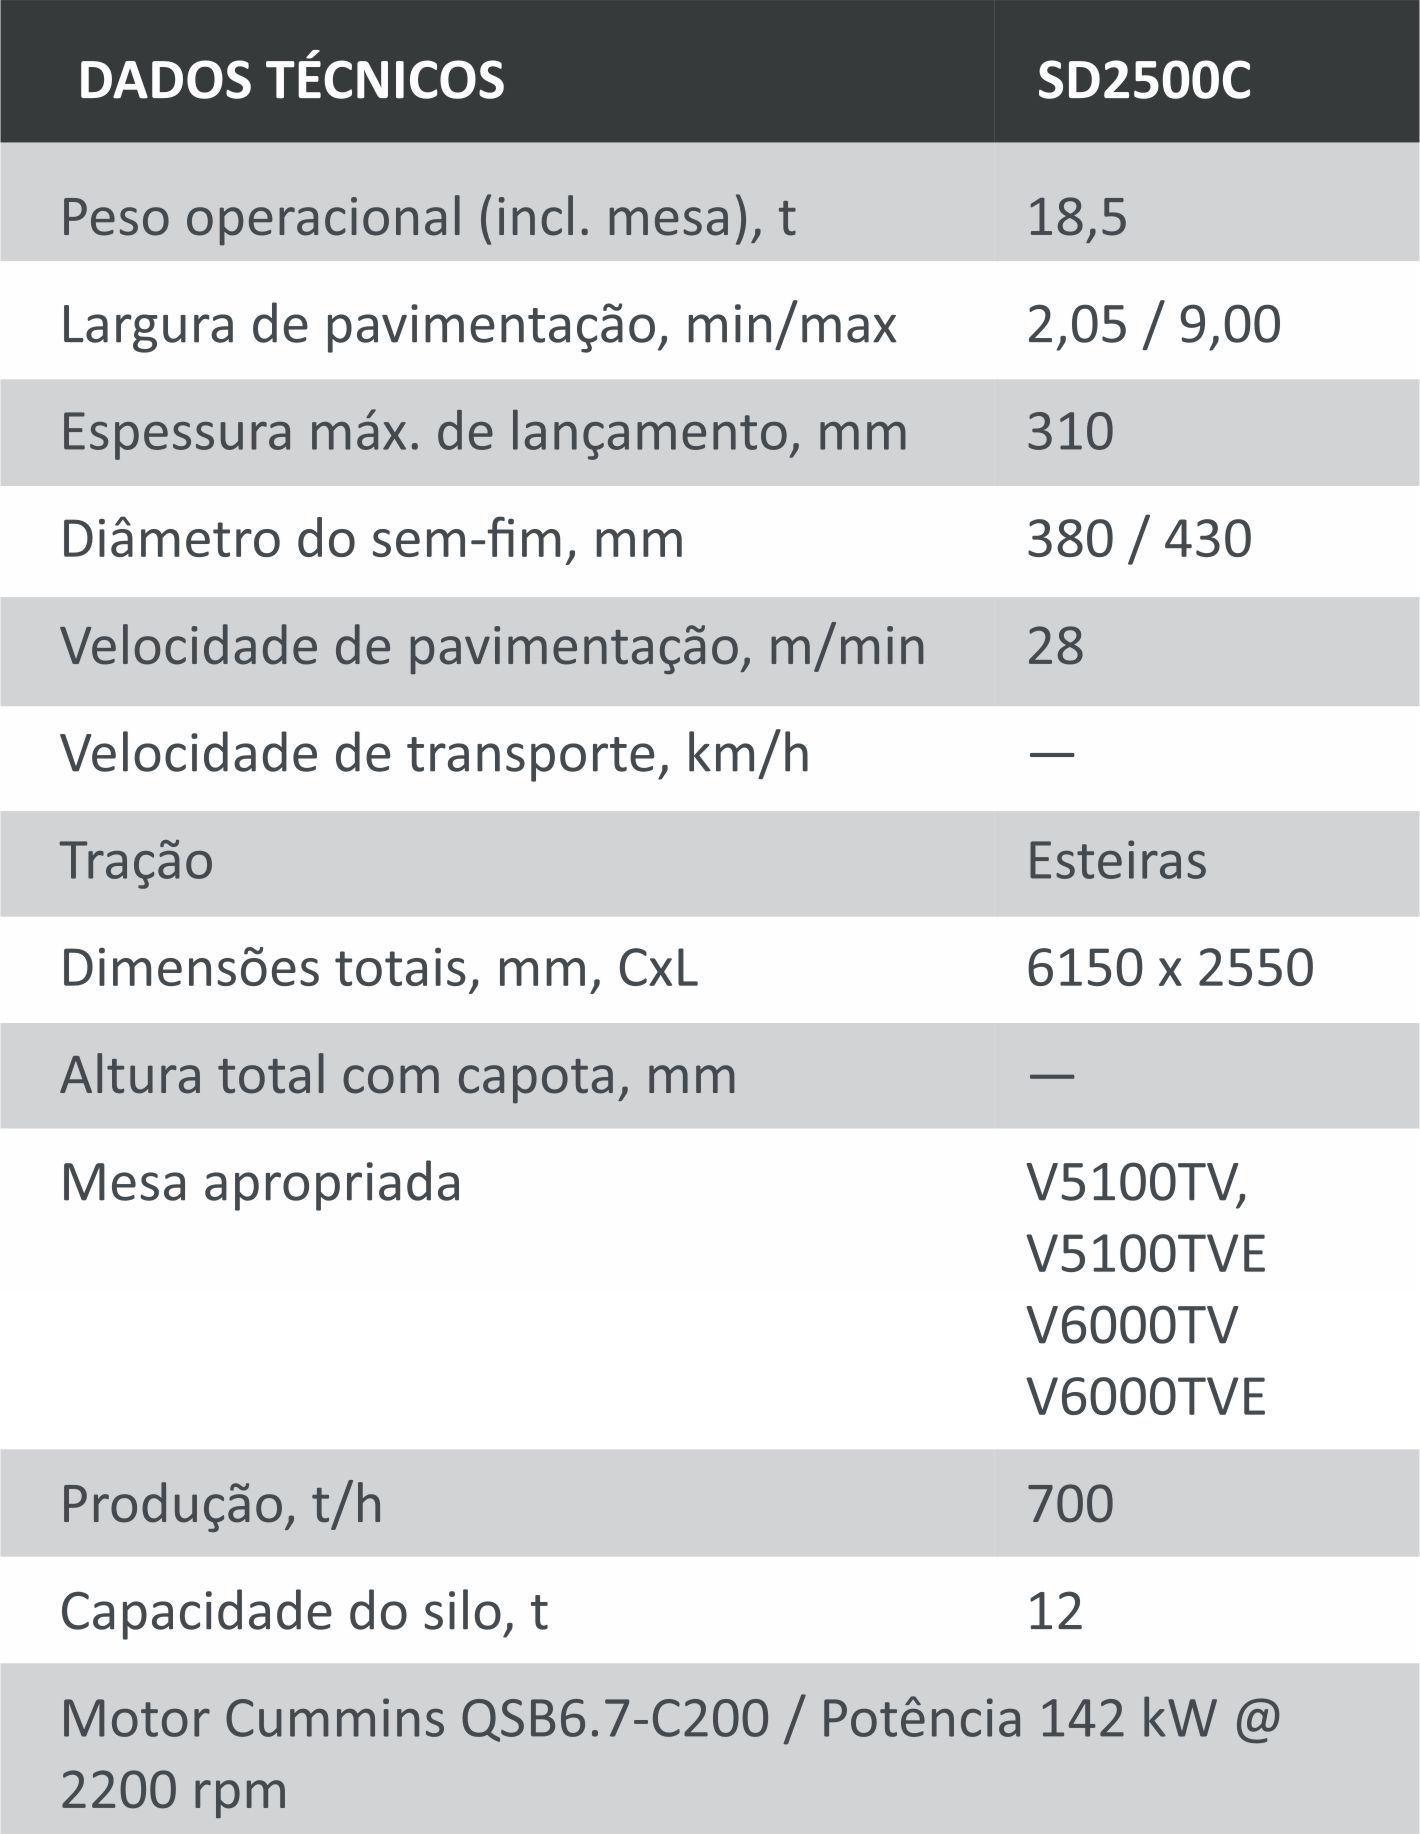 DADOS TÉCNICOS SD2500C
Peso operacional (incl. mesa), t 18,5
Largura de pavimentação, min/max 2,05 / 9,00
Espessura máx. de lançamento, mm 310
Diâmetro do sem-fim, mm 380 / 430
Velocidade de pavimentação, m/min 28
Velocidade de transporte, km/h —
Tração Esteiras
Dimensões totais, mm, CxL 6150 x 2550
Altura total com capota, mm —
Mesa apropriada V5100TV,
V5100TVE
V6000TV
V6000TVE
Produção, t/h 700
Capacidade do silo, t 12
Motor Cummins QSB6.7-C200 / Potência 142 kW @
2200 rpm